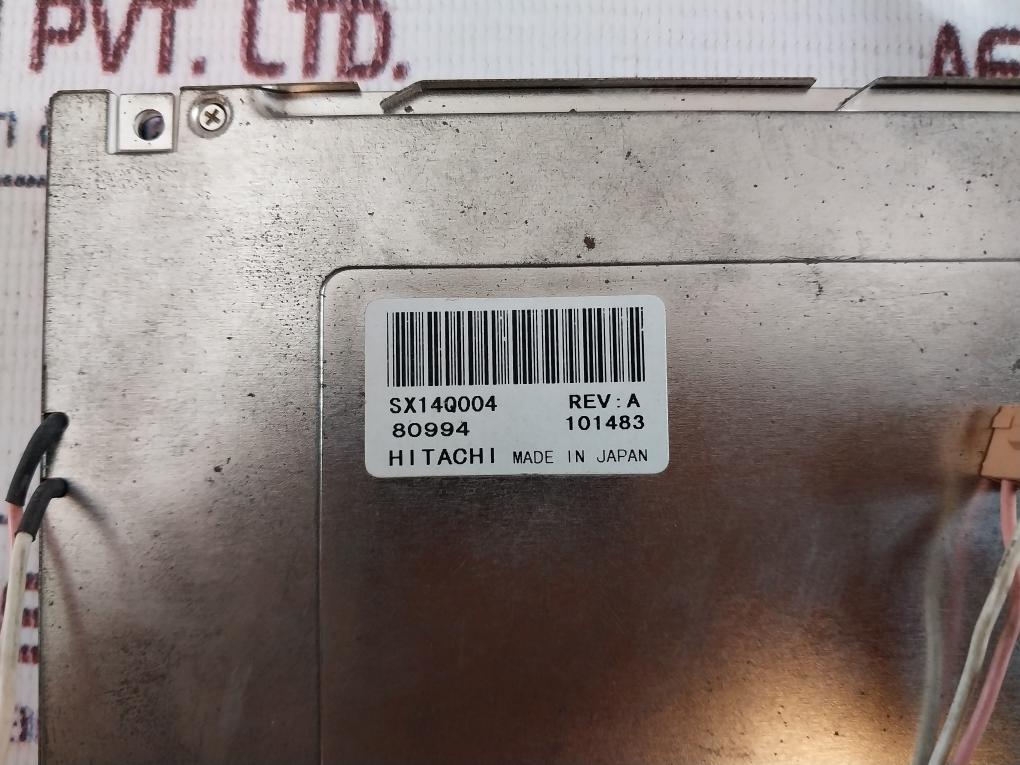 PVT. LTD.
SX14Q004 REV:A
80994 101483
HITACHI MADE IN JAPAN